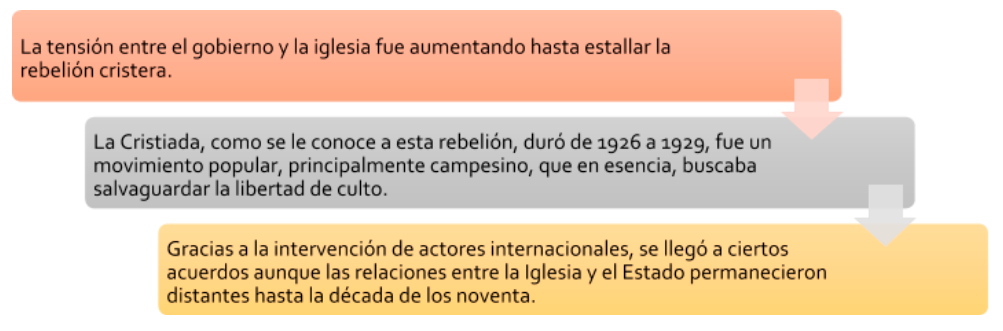 La tensión entre el gobierno y la iglesia fue aumentando hasta estallar la
rebelión cristera.
La Cristiada, como se le conoce a esta rebelión, duró de 1926 a 1929, fue un
movimiento popular, principalmente campesino, que en esencia, buscaba
salvaguardar la libertad de culto.
Gracias a la intervención de actores internacionales, se llegó a ciertos
acuerdos aunque las relaciones entre la Iglesia y el Estado permanecieron
distantes hasta la década de los noventa.